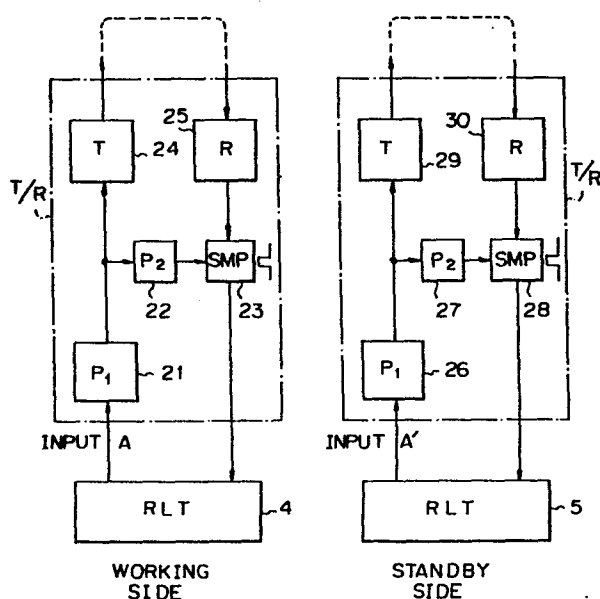 25
30
T
R
T
R
24
29
T/R
T/R
P2
SMP
P2
SMP
22
23
27
28
P1
21
P1
26
INPUT A
INPUT A'
RLT
4
RLT
5
WORKING
SIDE
STANDBY
SIDE